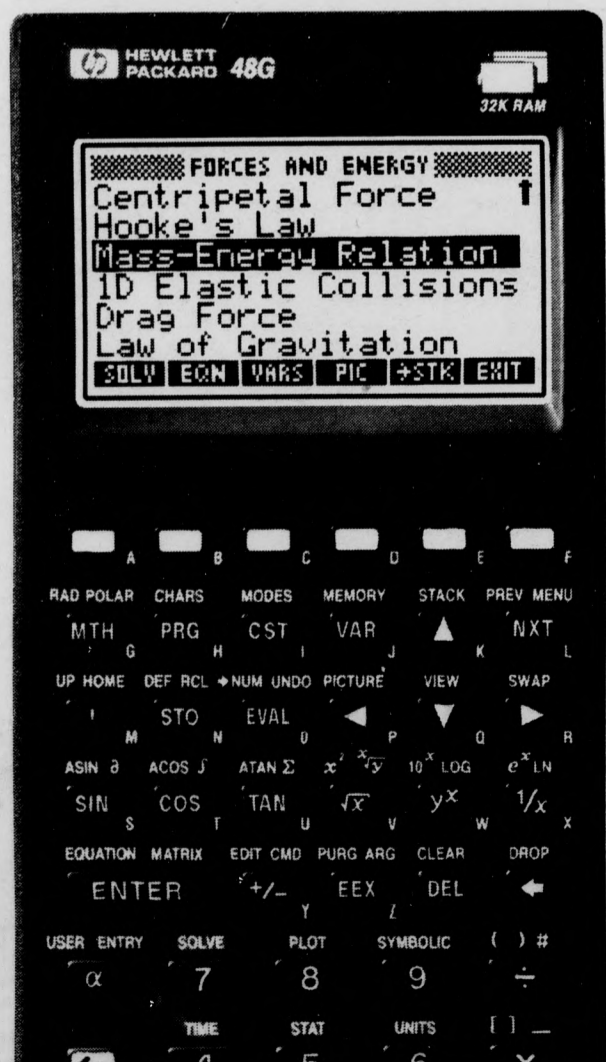 hp HEWLETT
PACKARD 48G
32K RAM
FORCES AND ENERGY
Centripetal Force ↑
Hooke's Law
Mass-Energy Relation
1D Elastic Collisions
Drag Force
Law of Gravitation
SOLV EQN VARS PIC →STK EXIT
A B C D E F
RAD POLAR CHARS MODES MEMORY STACK PREV MENU
MTH PRG CST VAR ▲ NXT
G H I J K L
UP HOME DEF RCL →NUM UNDO PICTURE VIEW SWAP
' STO EVAL ◀ ▼ ▶
M N O P Q R
ASIN ∂ ACOS ∫ ATAN Σ x² ˣ√y 10ˣ LOG eˣ LN
SIN COS TAN √x yˣ 1/x
S T U V W X
EQUATION MATRIX EDIT CMD PURG ARG CLEAR DROP
ENTER +/− EEX DEL ←
Y Z
USER ENTRY SOLVE PLOT SYMBOLIC ( ) #
α 7 8 9 ÷
TIME STAT UNITS [ ] _
4 5 6 ×